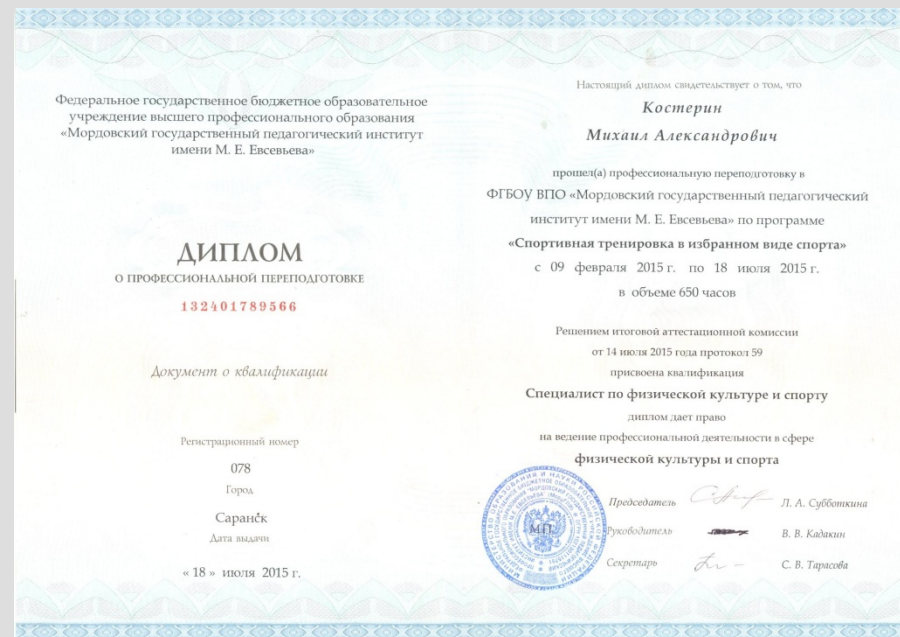 Федеральное государственное бюджетное образовательное
учреждение высшего профессионального образования
«Мордовский государственный педагогический институт
имени М. Е. Евсевьева»
ДИПЛОМ
О ПРОФЕССИОНАЛЬНОЙ ПЕРЕПОДГОТОВКЕ
132401789566
Документ о квалификации
Регистрационный номер
078
Город
Саранск
Дата выдачи
« 18 » июля 2015 г.
Настоящий диплом свидетельствует о том, что
Костерин
Михаил Александрович
прошел(а) профессиональную переподготовку в
ФГБОУ ВПО «Мордовский государственный педагогический
институт имени М. Е. Евсевьева» по программе
«Спортивная тренировка в избранном виде спорта»
с 09 февраля 2015 г. по 18 июля 2015 г.
в объеме 650 часов
Решением итоговой аттестационной комиссии
от 14 июля 2015 года протокол 59
присвоена квалификация
Специалист по физической культуре и спорту
диплом дает право
на ведение профессиональной деятельности в сфере
физической культуры и спорта
Председатель Л. А. Субботкина
М.П. Руководитель В. В. Кадакин
Секретарь С. В. Тарасова